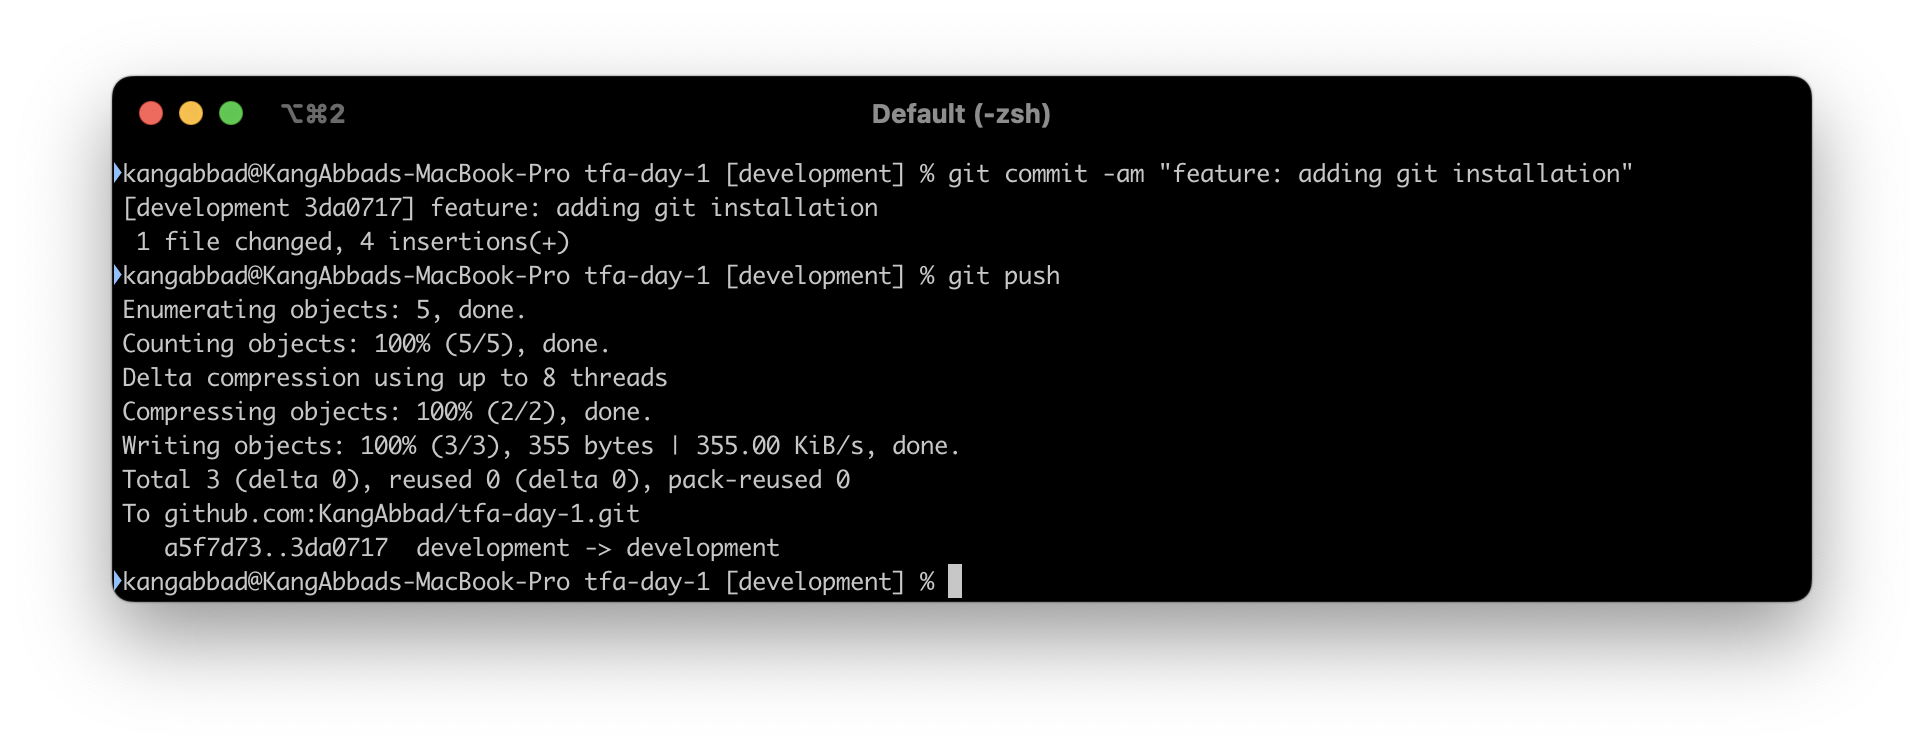 ⌥⌘2
Default (-zsh)
kangabbad@KangAbbads-MacBook-Pro tfa-day-1 [development] % git commit -am "feature: adding git installation"
[development 3da0717] feature: adding git installation
 1 file changed, 4 insertions(+)
kangabbad@KangAbbads-MacBook-Pro tfa-day-1 [development] % git push
Enumerating objects: 5, done.
Counting objects: 100% (5/5), done.
Delta compression using up to 8 threads
Compressing objects: 100% (2/2), done.
Writing objects: 100% (3/3), 355 bytes | 355.00 KiB/s, done.
Total 3 (delta 0), reused 0 (delta 0), pack-reused 0
To github.com:KangAbbad/tfa-day-1.git
   a5f7d73..3da0717  development -> development
kangabbad@KangAbbads-MacBook-Pro tfa-day-1 [development] %